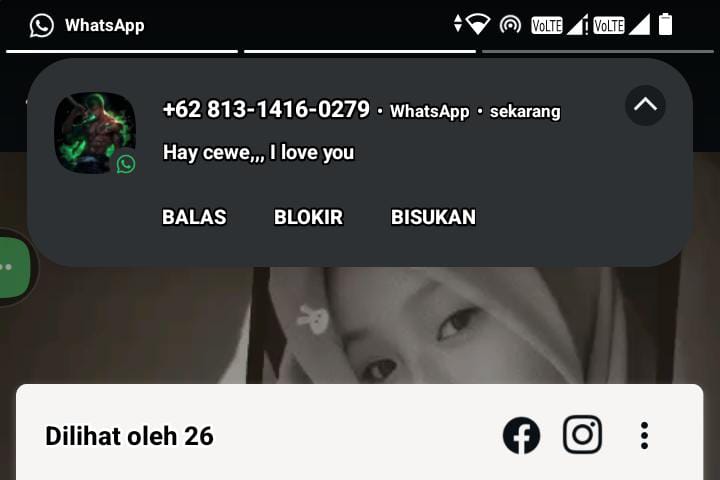 WhatsApp VoLTE VoLTE
+62 813-1416-0279 • WhatsApp • sekarang
Hay cewe,,, I love you
BALAS BLOKIR BISUKAN
Dilihat oleh 26